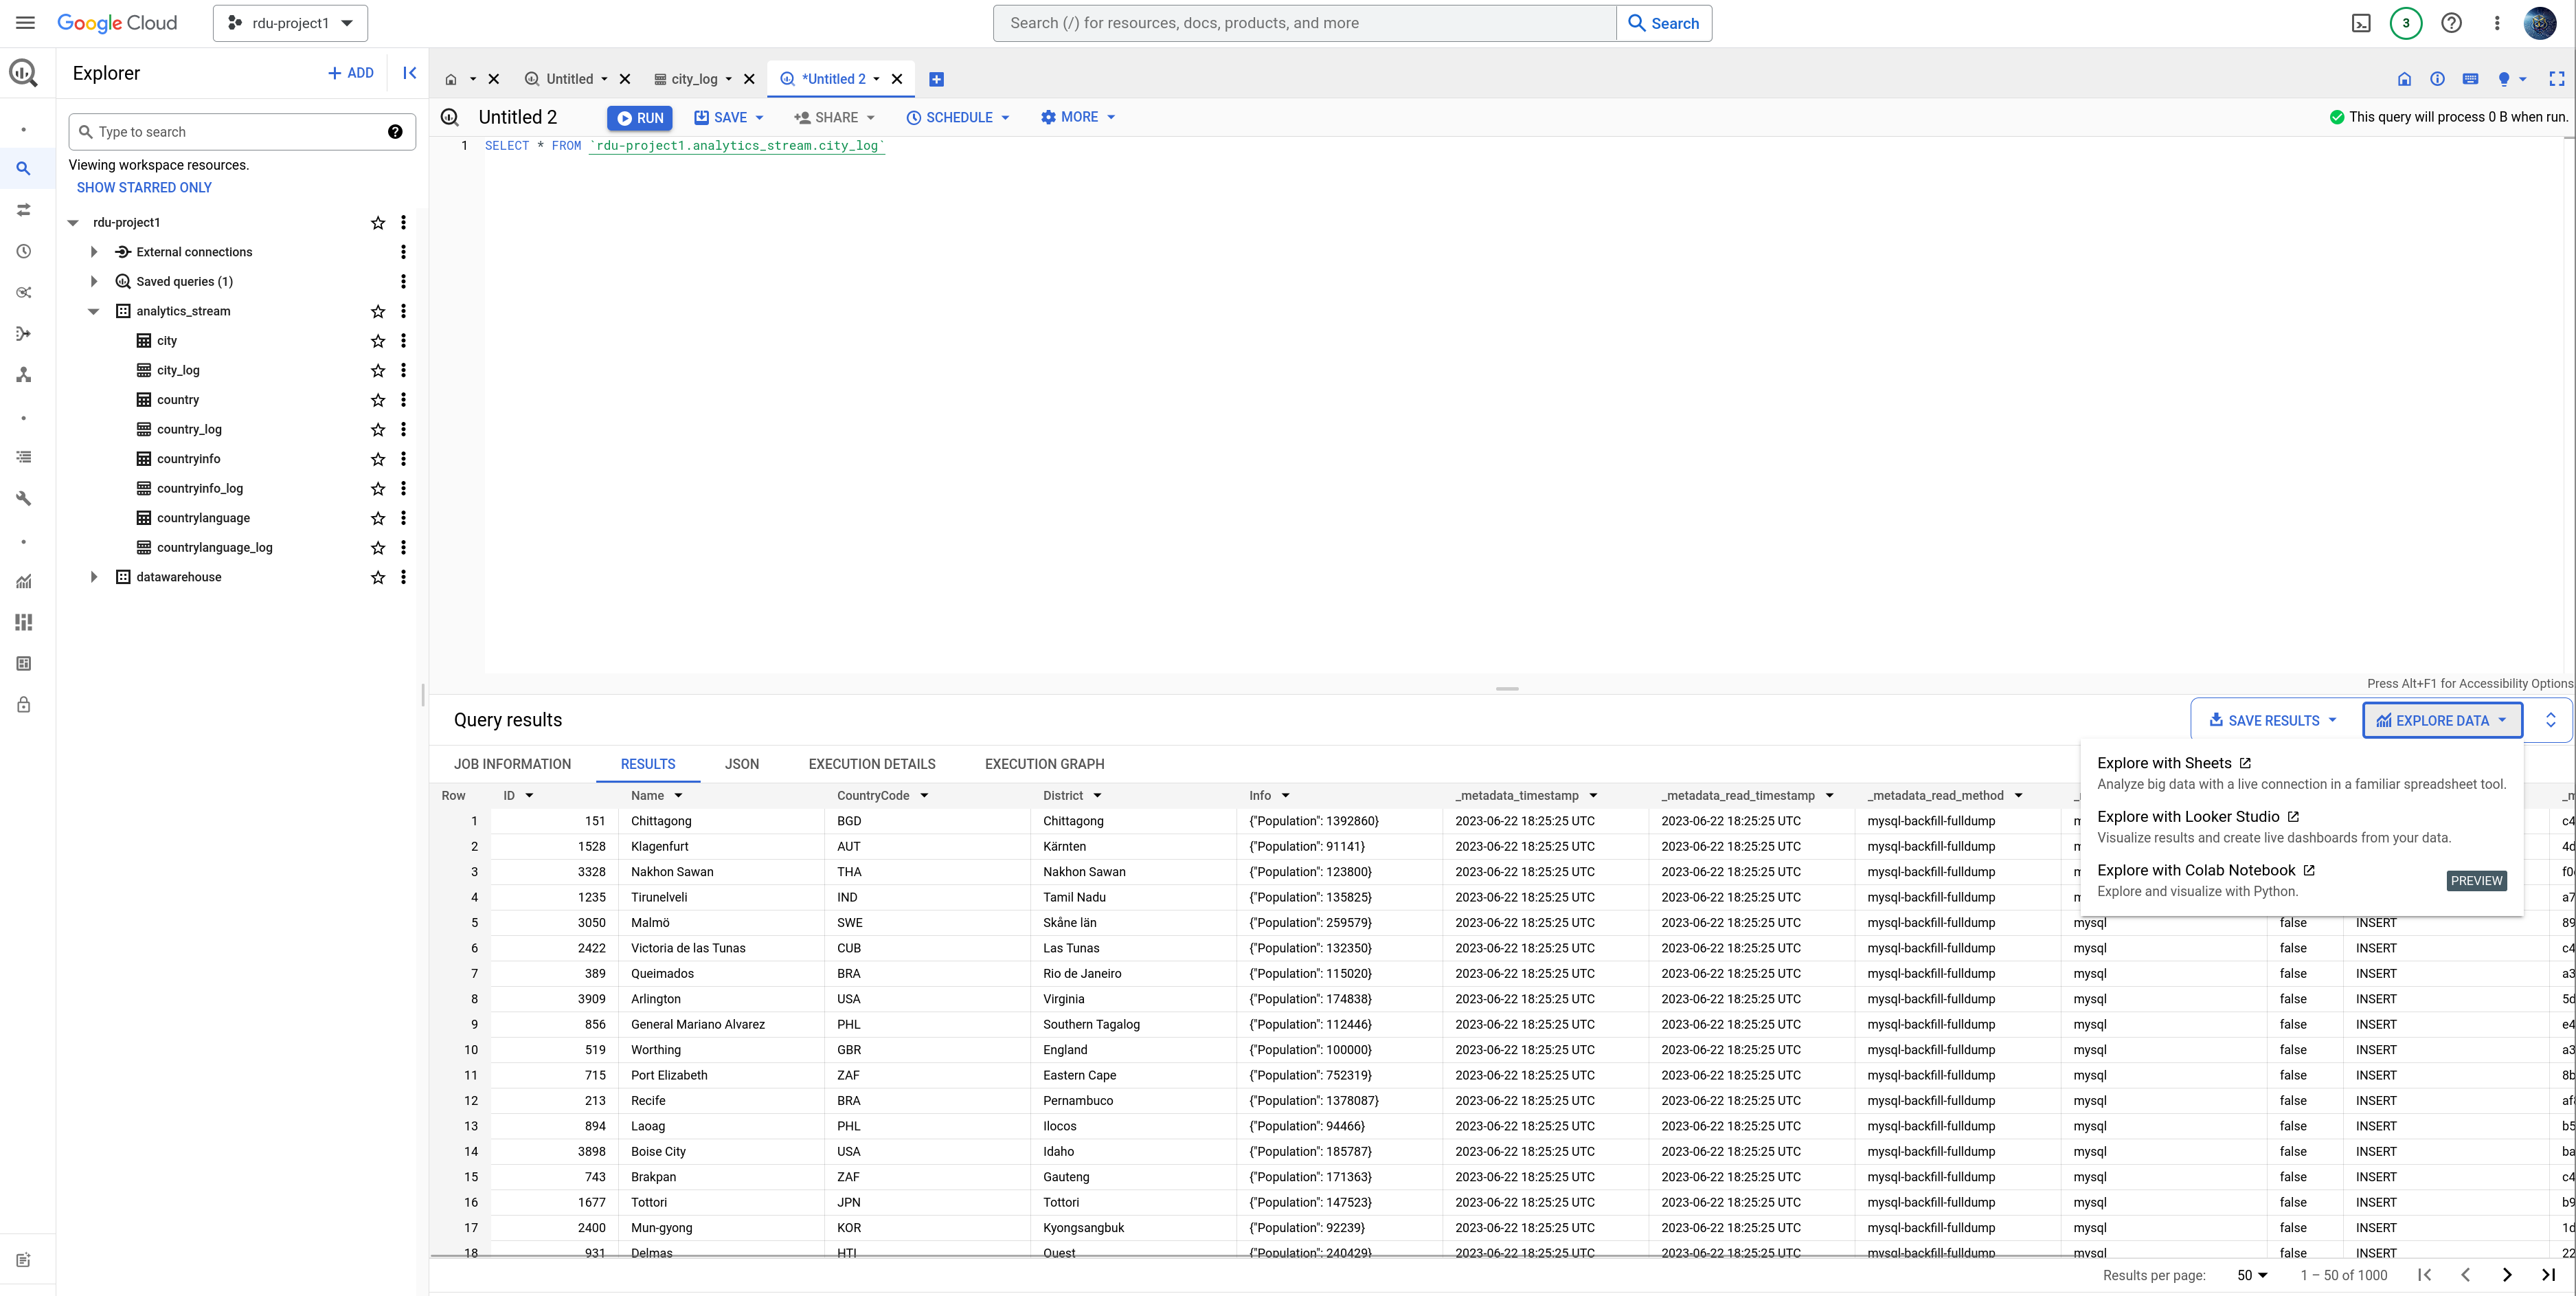 Google Cloud
rdu-project1
Search (/) for resources, docs, products, and more
Search
3
Explorer
ADD
Type to search
Viewing workspace resources.
SHOW STARRED ONLY
rdu-project1
External connections
Saved queries (1)
analytics_stream
city
city_log
country
country_log
countryinfo
countryinfo_log
countrylanguage
countrylanguage_log
datawarehouse
Untitled
city_log
*Untitled 2
Untitled 2
RUN
SAVE
SHARE
SCHEDULE
MORE
This query will process 0 B when run.
1 SELECT * FROM `rdu-project1.analytics_stream.city_log`
Press Alt+F1 for Accessibility Options
Query results
SAVE RESULTS
EXPLORE DATA
Explore with Sheets
Analyze big data with a live connection in a familiar spreadsheet tool.
Explore with Looker Studio
Visualize results and create live dashboards from your data.
Explore with Colab Notebook
Explore and visualize with Python.
PREVIEW
JOB INFORMATION RESULTS JSON EXECUTION DETAILS EXECUTION GRAPH
Row ID Name CountryCode District Info _metadata_timestamp _metadata_read_timestamp _metadata_read_method
1 151 Chittagong BGD Chittagong {"Population": 1392860} 2023-06-22 18:25:25 UTC 2023-06-22 18:25:25 UTC mysql-backfill-fulldump c4
2 1528 Klagenfurt AUT Kärnten {"Population": 91141} 2023-06-22 18:25:25 UTC 2023-06-22 18:25:25 UTC mysql-backfill-fulldump 4d
3 3328 Nakhon Sawan THA Nakhon Sawan {"Population": 123800} 2023-06-22 18:25:25 UTC 2023-06-22 18:25:25 UTC mysql-backfill-fulldump f0
4 1235 Tirunelveli IND Tamil Nadu {"Population": 135825} 2023-06-22 18:25:25 UTC 2023-06-22 18:25:25 UTC mysql-backfill-fulldump a7
5 3050 Malmö SWE Skåne län {"Population": 259579} 2023-06-22 18:25:25 UTC 2023-06-22 18:25:25 UTC mysql-backfill-fulldump mysql false INSERT 89
6 2422 Victoria de las Tunas CUB Las Tunas {"Population": 132350} 2023-06-22 18:25:25 UTC 2023-06-22 18:25:25 UTC mysql-backfill-fulldump mysql false INSERT c4
7 389 Queimados BRA Rio de Janeiro {"Population": 115020} 2023-06-22 18:25:25 UTC 2023-06-22 18:25:25 UTC mysql-backfill-fulldump mysql false INSERT a3
8 3909 Arlington USA Virginia {"Population": 174838} 2023-06-22 18:25:25 UTC 2023-06-22 18:25:25 UTC mysql-backfill-fulldump mysql false INSERT 5d
9 856 General Mariano Alvarez PHL Southern Tagalog {"Population": 112446} 2023-06-22 18:25:25 UTC 2023-06-22 18:25:25 UTC mysql-backfill-fulldump mysql false INSERT e4
10 519 Worthing GBR England {"Population": 100000} 2023-06-22 18:25:25 UTC 2023-06-22 18:25:25 UTC mysql-backfill-fulldump mysql false INSERT a3
11 715 Port Elizabeth ZAF Eastern Cape {"Population": 752319} 2023-06-22 18:25:25 UTC 2023-06-22 18:25:25 UTC mysql-backfill-fulldump mysql false INSERT 8b
12 213 Recife BRA Pernambuco {"Population": 1378087} 2023-06-22 18:25:25 UTC 2023-06-22 18:25:25 UTC mysql-backfill-fulldump mysql false INSERT af
13 894 Laoag PHL Ilocos {"Population": 94466} 2023-06-22 18:25:25 UTC 2023-06-22 18:25:25 UTC mysql-backfill-fulldump mysql false INSERT b5
14 3898 Boise City USA Idaho {"Population": 185787} 2023-06-22 18:25:25 UTC 2023-06-22 18:25:25 UTC mysql-backfill-fulldump mysql false INSERT ba
15 743 Brakpan ZAF Gauteng {"Population": 171363} 2023-06-22 18:25:25 UTC 2023-06-22 18:25:25 UTC mysql-backfill-fulldump mysql false INSERT c4
16 1677 Tottori JPN Tottori {"Population": 147523} 2023-06-22 18:25:25 UTC 2023-06-22 18:25:25 UTC mysql-backfill-fulldump mysql false INSERT b9
17 2400 Mun-gyong KOR Kyongsangbuk {"Population": 92239} 2023-06-22 18:25:25 UTC 2023-06-22 18:25:25 UTC mysql-backfill-fulldump mysql false INSERT 1d
18 931 Delmas HTI Ouest {"Population": 240429} 2023-06-22 18:25:25 UTC 2023-06-22 18:25:25 UTC mysql-backfill-fulldump mysql false INSERT 22
Results per page: 50 1 – 50 of 1000